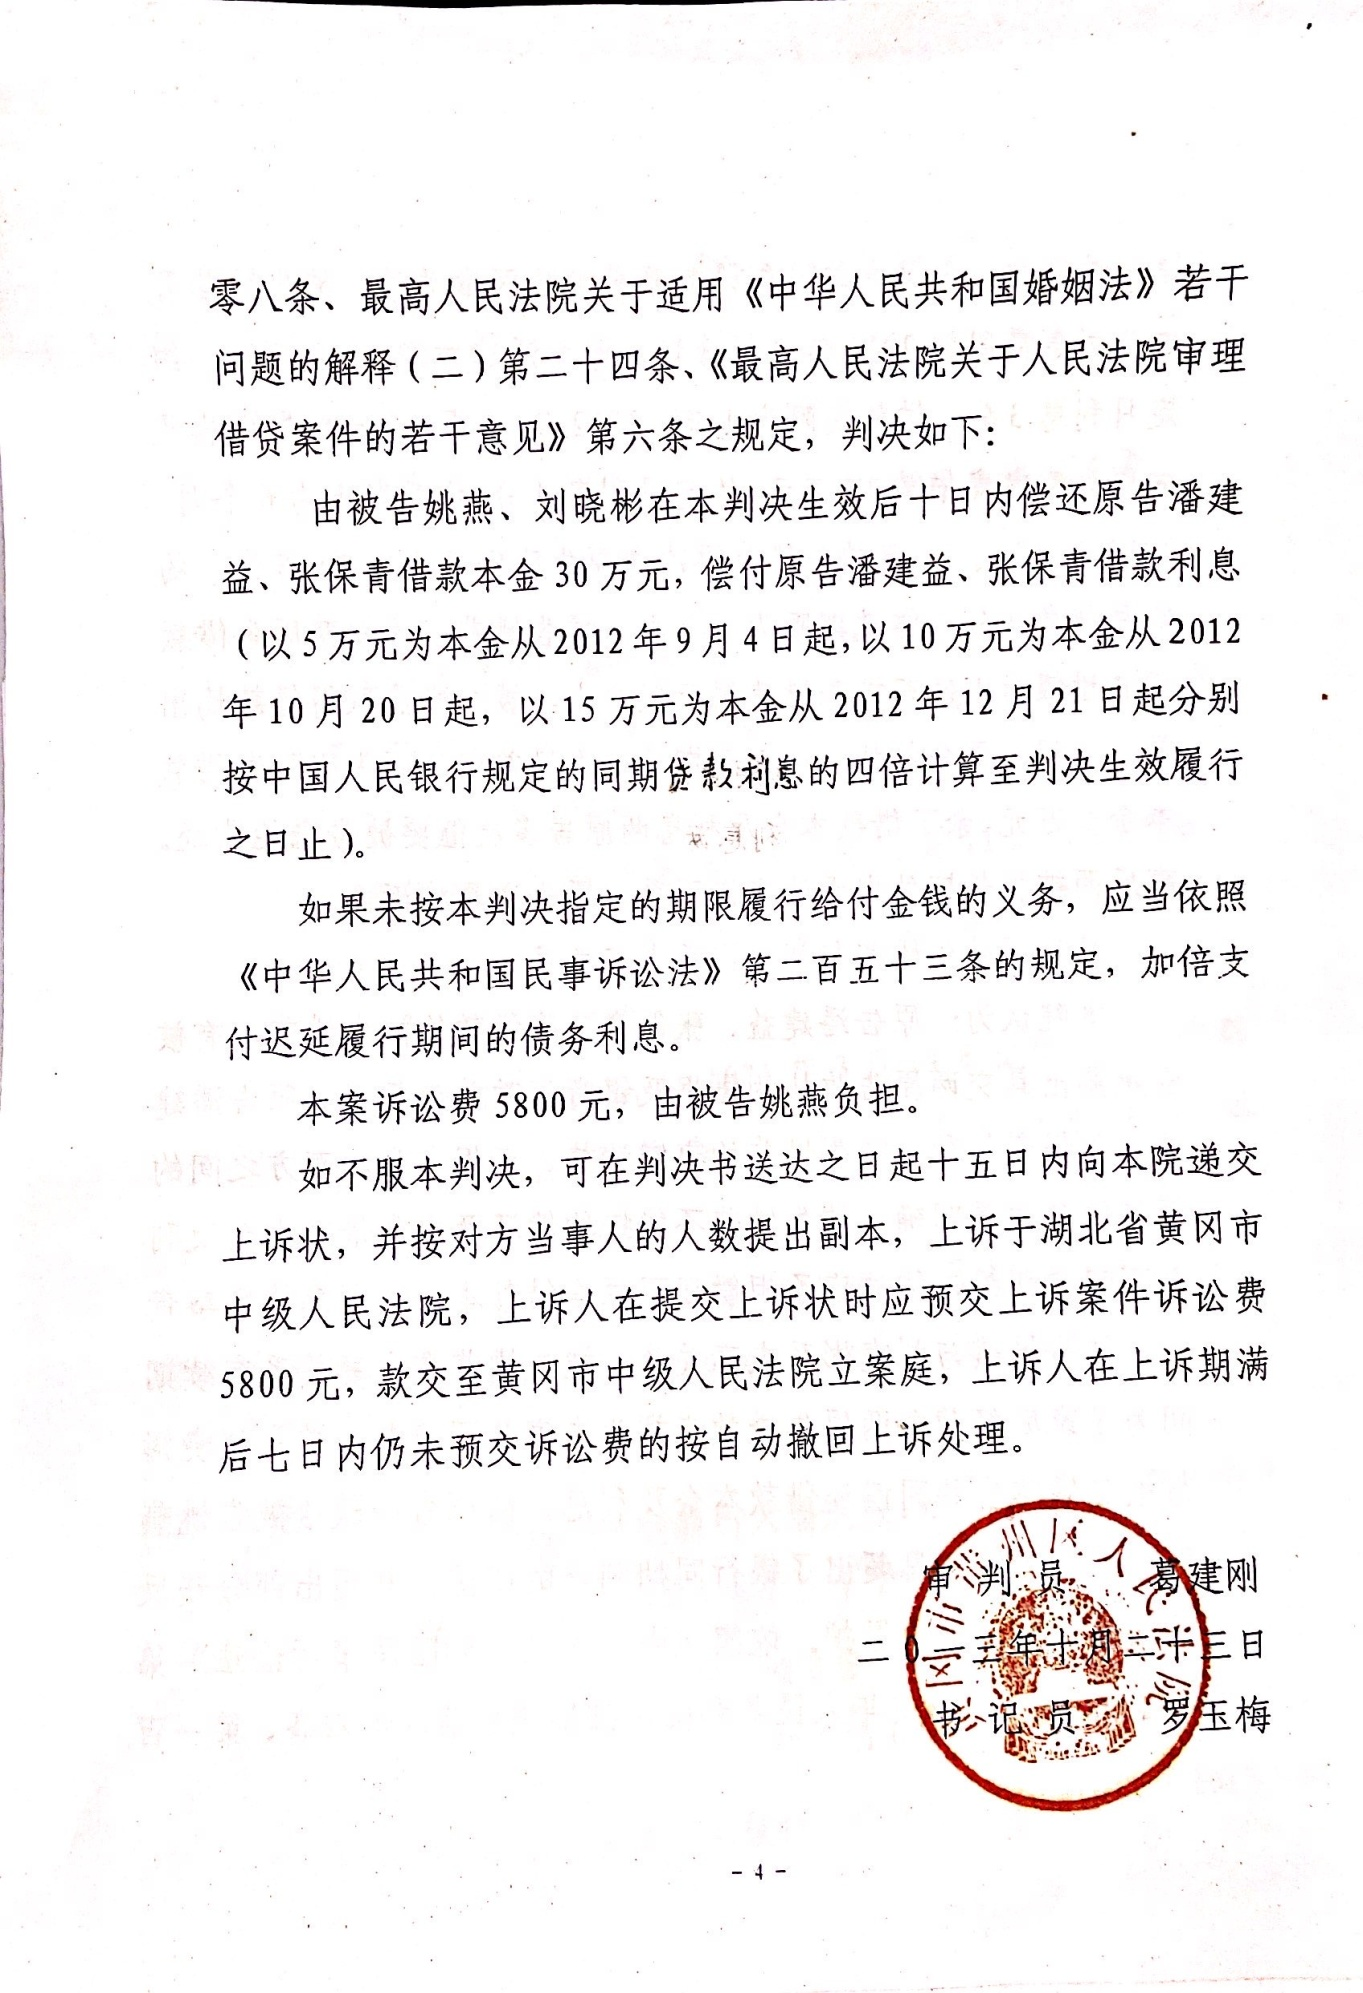 零八条、最高人民法院关于适用《中华人民共和国婚姻法》若干
问题的解释(二)第二十四条、《最高人民法院关于人民法院审理
借贷案件的若干意见》第六条之规定，判决如下：
由被告姚燕、刘晓彬在本判决生效后十日内偿还原告潘建
益、张保青借款本金30万元，偿付原告潘建益、张保青借款利息
(以5万元为本金从2012年9月4日起,以10万元为本金从2012
年10月20日起，以15万元为本金从2012年12月21日起分别
按中国人民银行规定的同期贷款利息的四倍计算至判决生效履行
之日止)。
如果未按本判决指定的期限履行给付金钱的义务，应当依照
《中华人民共和国民事诉讼法》第二百五十三条的规定，加倍支
付迟延履行期间的债务利息。
本案诉讼费5800元，由被告姚燕负担。
如不服本判决，可在判决书送达之日起十五日内向本院递交
上诉状，并按对方当事人的人数提出副本，上诉于湖北省黄冈市
中级人民法院，上诉人在提交上诉状时应预交上诉案件诉讼费
5800元，款交至黄冈市中级人民法院立案庭，上诉人在上诉期满
后七日内仍未预交诉讼费的按自动撤回上诉处理。
审判员 葛建刚
二〇一三年十月二十三日
书记员 罗玉梅
黄冈市黄州区人民法院
- 4 -